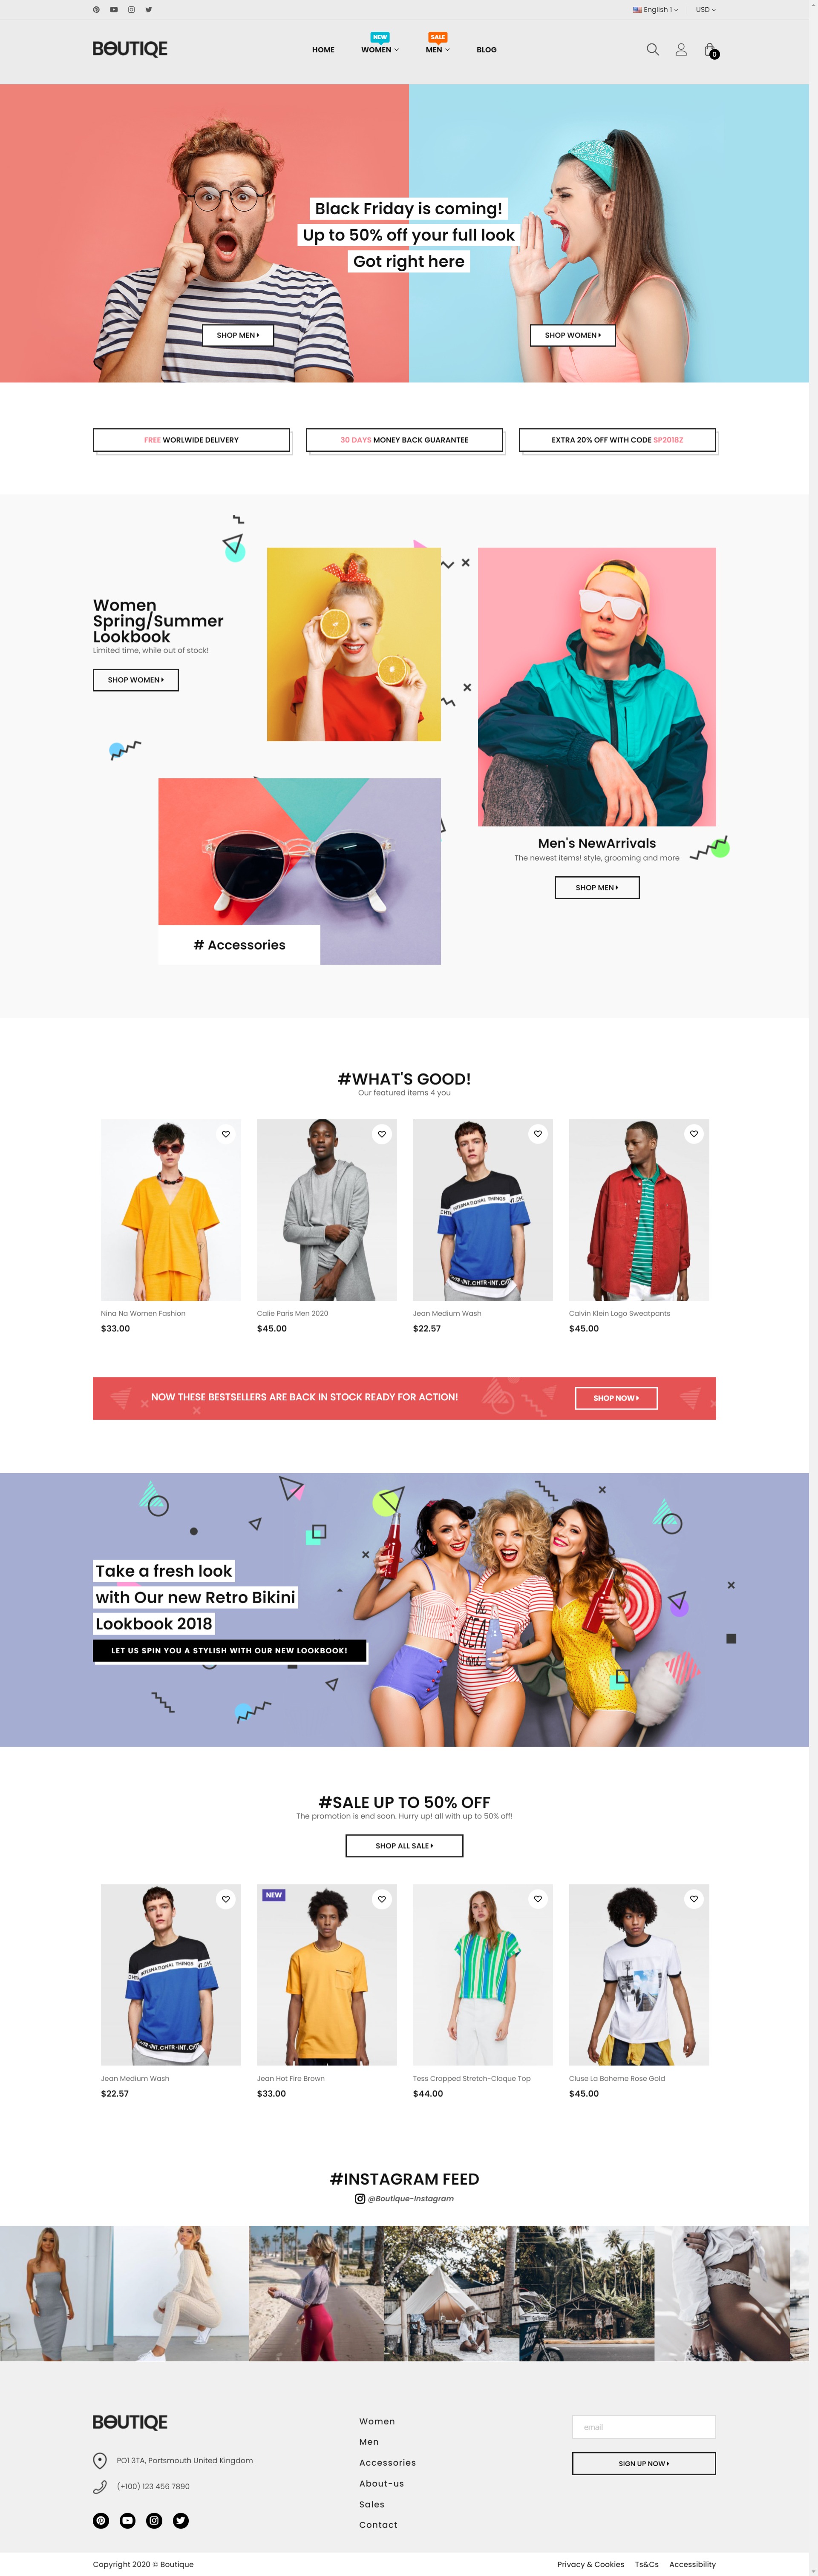 English 1
USD
BOUTIQE
HOME
NEW
WOMEN
SALE
MEN
BLOG
0
Black Friday is coming!
Up to 50% off your full look
Got right here
SHOP MEN
SHOP WOMEN
FREE WORLWIDE DELIVERY
30 DAYS MONEY BACK GUARANTEE
EXTRA 20% OFF WITH CODE SP2018Z
Women
Spring/Summer
Lookbook
Limited time, while out of stock!
SHOP WOMEN
Men's NewArrivals
The newest items! style, grooming and more
SHOP MEN
# Accessories
#WHAT'S GOOD!
Our featured items 4 you
INTERNATIONAL THINGS
Nina Na Women Fashion
$33.00
Calie Paris Men 2020
$45.00
Jean Medium Wash
$22.57
Calvin Klein Logo Sweatpants
$45.00
NOW THESE BESTSELLERS ARE BACK IN STOCK READY FOR ACTION!
SHOP NOW
Take a fresh look
with Our new Retro Bikini
Lookbook 2018
LET US SPIN YOU A STYLISH WITH OUR NEW LOOKBOOK!
#SALE UP TO 50% OFF
The promotion is end soon. Hurry up! all with up to 50% off!
SHOP ALL SALE
NEW
INTERNATIONAL THINGS
Jean Medium Wash
$22.57
Jean Hot Fire Brown
$33.00
Tess Cropped Stretch-Cloque Top
$44.00
Cluse La Boheme Rose Gold
$45.00
#INSTAGRAM FEED
@Boutique-Instagram
BOUTIQE
PO1 3TA, Portsmouth United Kingdom
(+100) 123 456 7890
Women
Men
Accessories
About-us
Sales
Contact
email
SIGN UP NOW
Copyright 2020 © Boutique
Privacy & Cookies
Ts&Cs
Accessibility